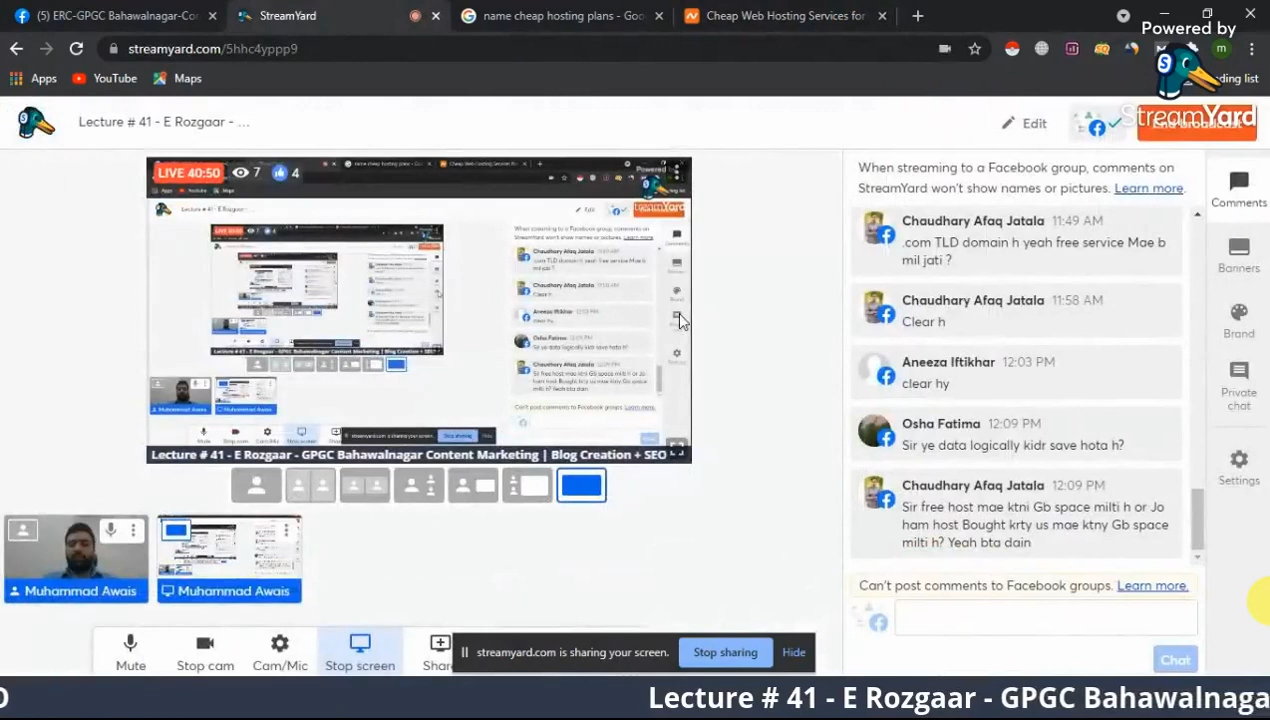 (5) ERC-GPGC Bahawalnagar-Con
StreamYard
name cheap hosting plans - Goo
Cheap Web Hosting Services for
streamyard.com/5hhc4yppp9
m
Powered by
Apps
YouTube
Maps
ding list
StreamYard
Lecture # 41 - E Rozgaar - ...
Edit
End broadcast
LIVE 40:50
7
4
When streaming to a Facebook group, comments on
StreamYard won't show names or pictures. Learn more.
Chaudhary Afaq Jatala 11:49 AM
.com TLD domain h yeah free service Mae b
mil jati ?
Chaudhary Afaq Jatala 11:58 AM
Clear h
Aneeza Iftikhar 12:03 PM
clear hy
Osha Fatima 12:09 PM
Sir ye data logically kidr save hota h?
Chaudhary Afaq Jatala 12:09 PM
Sir free host mae ktni Gb space milti h or Jo
ham host Bought krty us mae ktny Gb space
milti h? Yeah bta dain
Can't post comments to Facebook groups. Learn more.
Chat
Comments
Banners
Brand
Private
chat
Settings
Lecture # 41 - E Rozgaar - GPGC Bahawalnagar Content Marketing | Blog Creation + SEO
Muhammad Awais
Muhammad Awais
Mute
Stop cam
Cam/Mic
Stop screen
Shar
streamyard.com is sharing your screen.
Stop sharing
Hide
O
Lecture # 41 - E Rozgaar - GPGC Bahawalnaga